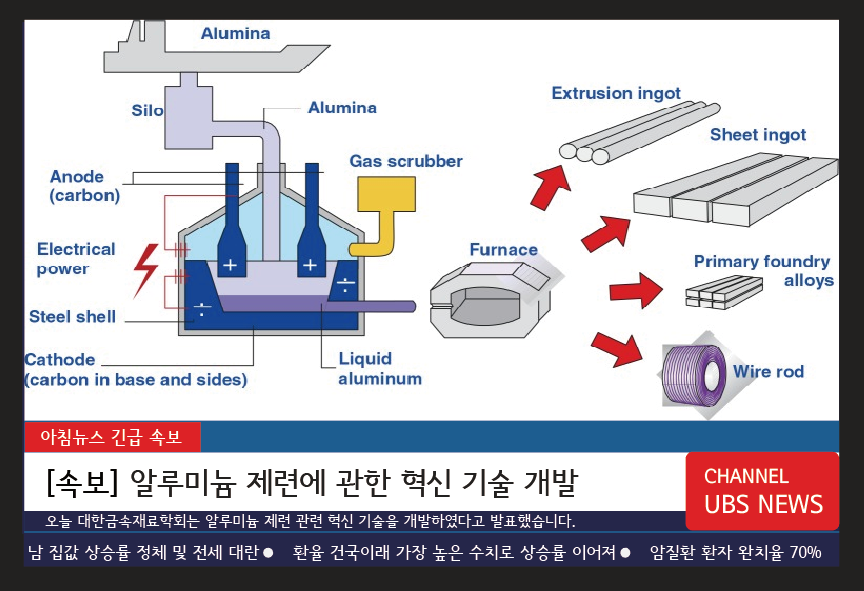 Alumina
Silo
Alumina
Anode
(carbon)
Gas scrubber
Electrical
power
Steel shell
Cathode
(carbon in base and sides)
Liquid
aluminum
+
+
÷
÷
Furnace
Extrusion ingot
Sheet ingot
Primary foundry
alloys
Wire rod
아침뉴스 긴급 속보
[속보] 알루미늄 제련에 관한 혁신 기술 개발
CHANNEL
UBS NEWS
오늘 대한금속재료학회는 알루미늄 제련 관련 혁신 기술을 개발하였다고 발표했습니다.
남 집값 상승률 정체 및 전세 대란● 환율 건국이래 가장 높은 수치로 상승률 이어져● 암질환 환자 완치율 70%